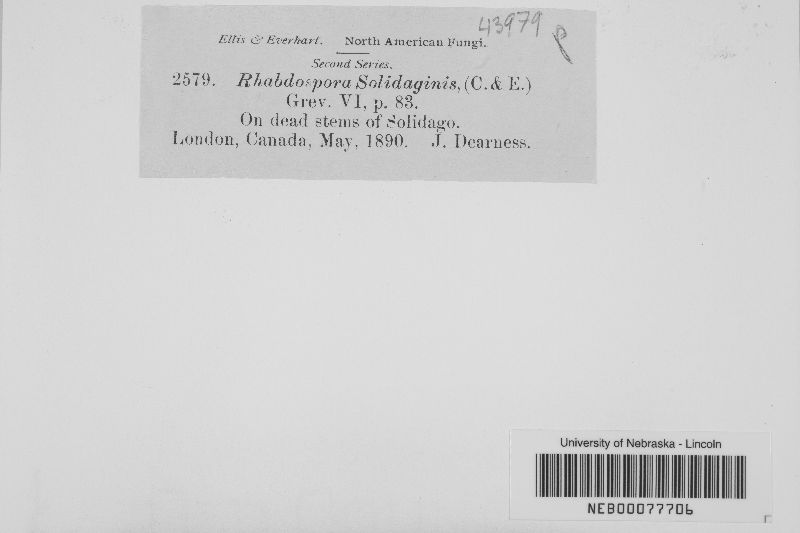 43979
Ellis & Everhart. North American Fungi.
Second Series.
2579. Rhabdospora Solidaginis, (C. & E.)
Grev. VI, p. 83.
On dead stems of Solidago.
London, Canada, May, 1890. J. Dearness.
University of Nebraska - Lincoln
NEB00077706